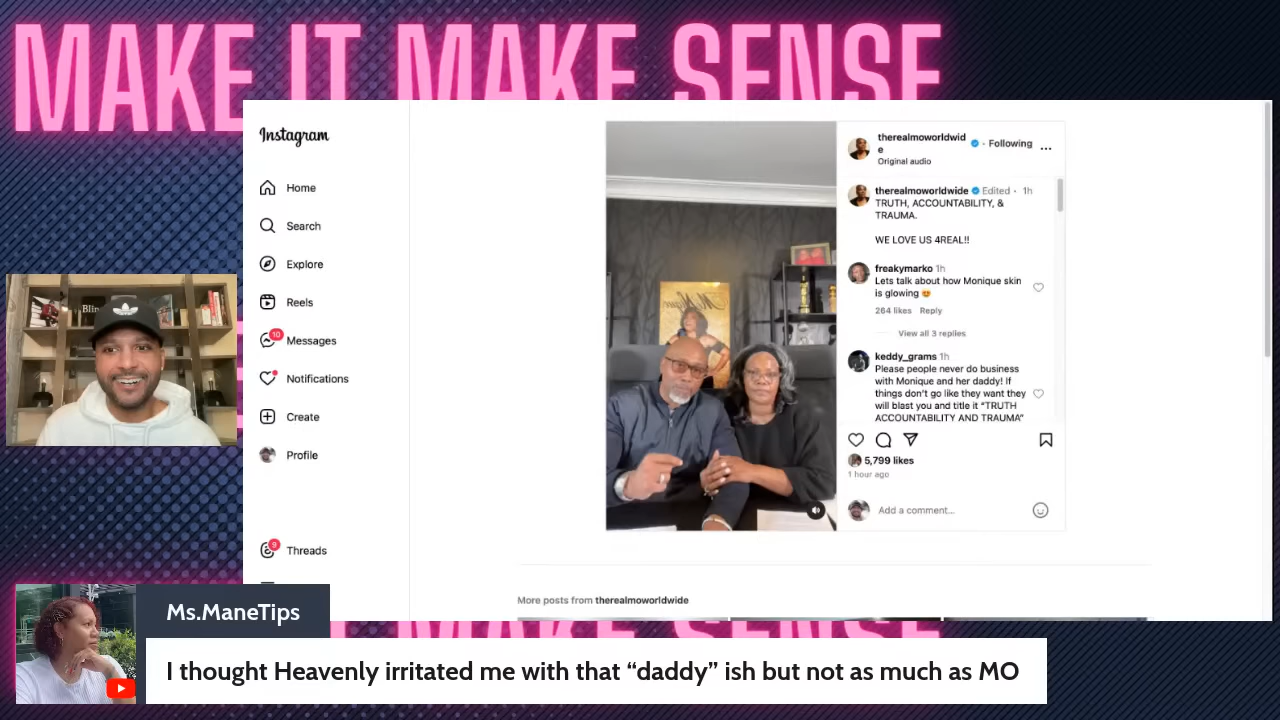 MAKE IT MAKE SENSE
Instagram
Home
Search
Explore
Reels
10
Messages
Notifications
Create
Profile
9
Threads
therealmoworldwid
e
• Following
Original audio
therealmoworldwide Edited • 1h
TRUTH, ACCOUNTABILITY, &
TRAUMA.
WE LOVE US 4REAL!!
freakymarko 1h
Lets talk about how Monique skin
is glowing 😍
264 likes Reply
View all 3 replies
keddy_grams 1h
Please people never do business
with Monique and her daddy! If
things don't go like they want they
will blast you and title it "TRUTH
ACCOUNTABILITY AND TRAUMA"
5,799 likes
1 hour ago
Add a comment...
More posts from therealmoworldwide
Ms.ManeTips
I thought Heavenly irritated me with that “daddy” ish but not as much as MO